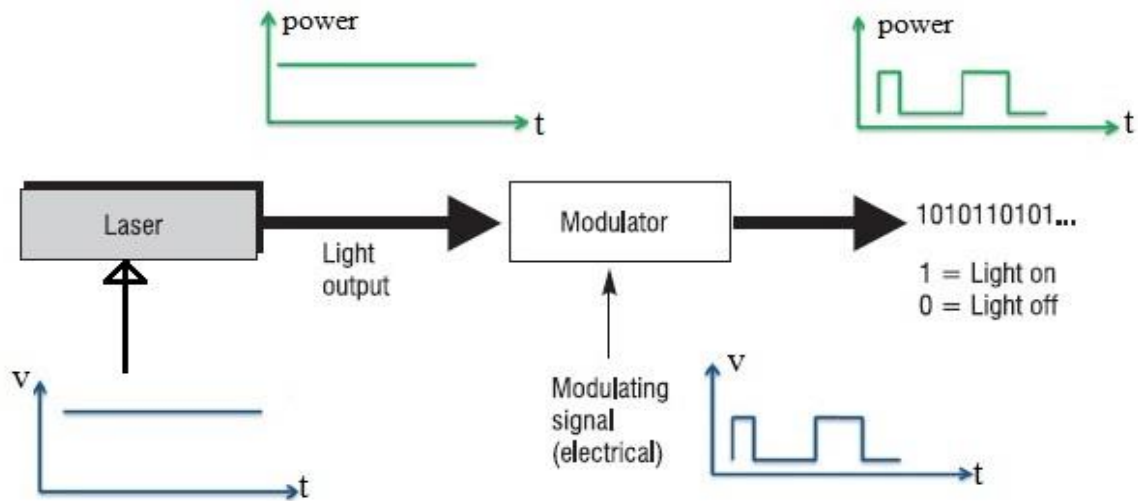 power
t
power
t
Laser
Light
output
Modulator
1010110101...
1 = Light on
0 = Light off
v
t
Modulating
signal
(electrical)
v
t